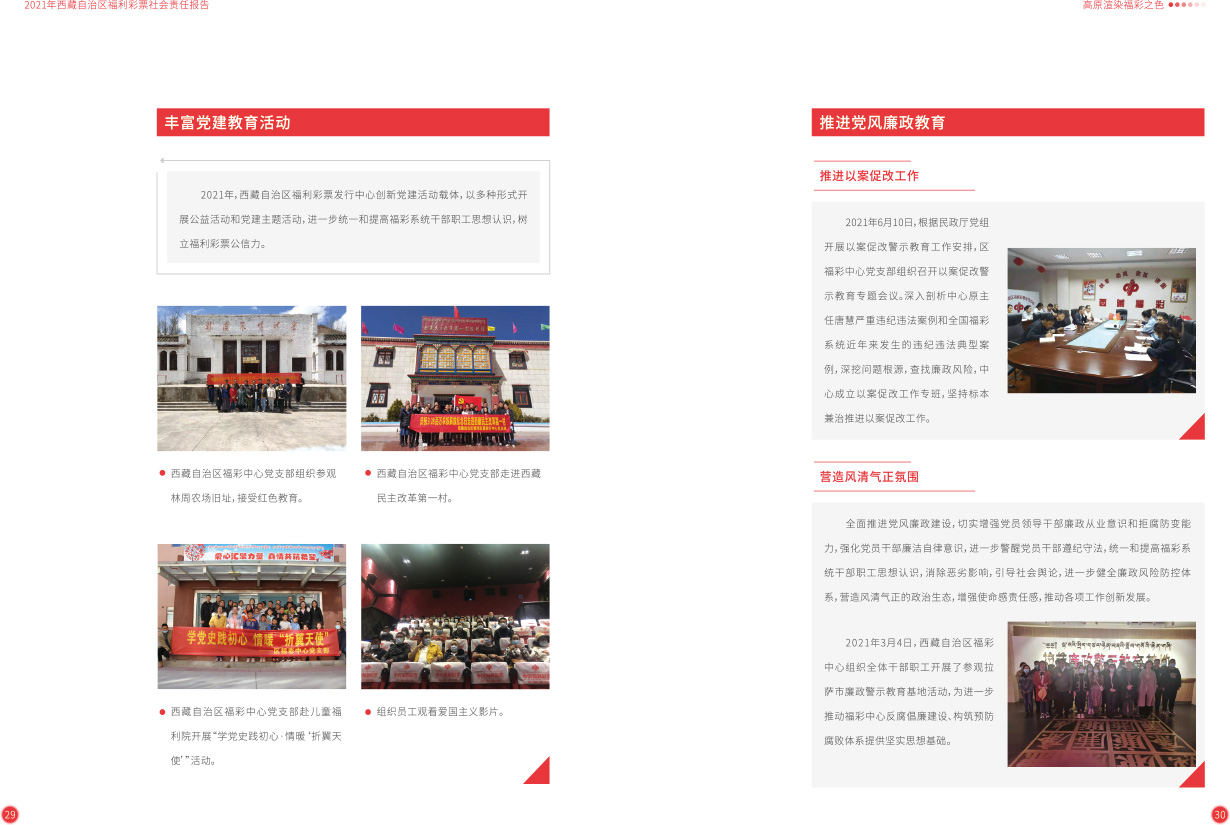 2021年西藏自治区福利彩票社会责任报告
高原渲染福彩之色
丰富党建教育活动
2021年,西藏自治区福利彩票发行中心创新党建活动载体,以多种形式开
展公益活动和党建主题活动,进一步统一和提高福彩系统干部职工思想认识,树
立福利彩票公信力。
西藏自治区福彩中心党支部组织参观
林周农场旧址,接受红色教育。
西藏自治区福彩中心党支部走进西藏
民主改革第一村。
学党史践初心 情暖“折翼天使”
区福彩中心党支部
西藏自治区福彩中心党支部赴儿童福
利院开展“学党史践初心·情暖‘折翼天
使’”活动。
组织员工观看爱国主义影片。
29
推进党风廉政教育
推进以案促改工作
2021年6月10日,根据民政厅党组
开展以案促改警示教育工作安排,区
福彩中心党支部组织召开以案促改警
示教育专题会议。深入剖析中心原主
任唐慧严重违纪违法案例和全国福彩
系统近年来发生的违纪违法典型案
例,深挖问题根源,查找廉政风险,中
心成立以案促改工作专班,坚持标本
兼治推进以案促改工作。
西藏福彩
营造风清气正氛围
全面推进党风廉政建设,切实增强党员领导干部廉政从业意识和拒腐防变能
力,强化党员干部廉洁自律意识,进一步警醒党员干部遵纪守法,统一和提高福彩系
统干部职工思想认识,消除恶劣影响,引导社会舆论,进一步健全廉政风险防控体
系,营造风清气正的政治生态,增强使命感责任感,推动各项工作创新发展。
2021年3月4日,西藏自治区福彩
中心组织全体干部职工开展了参观拉
萨市廉政警示教育基地活动,为进一步
推动福彩中心反腐倡廉建设、构筑预防
腐败体系提供坚实思想基础。
30